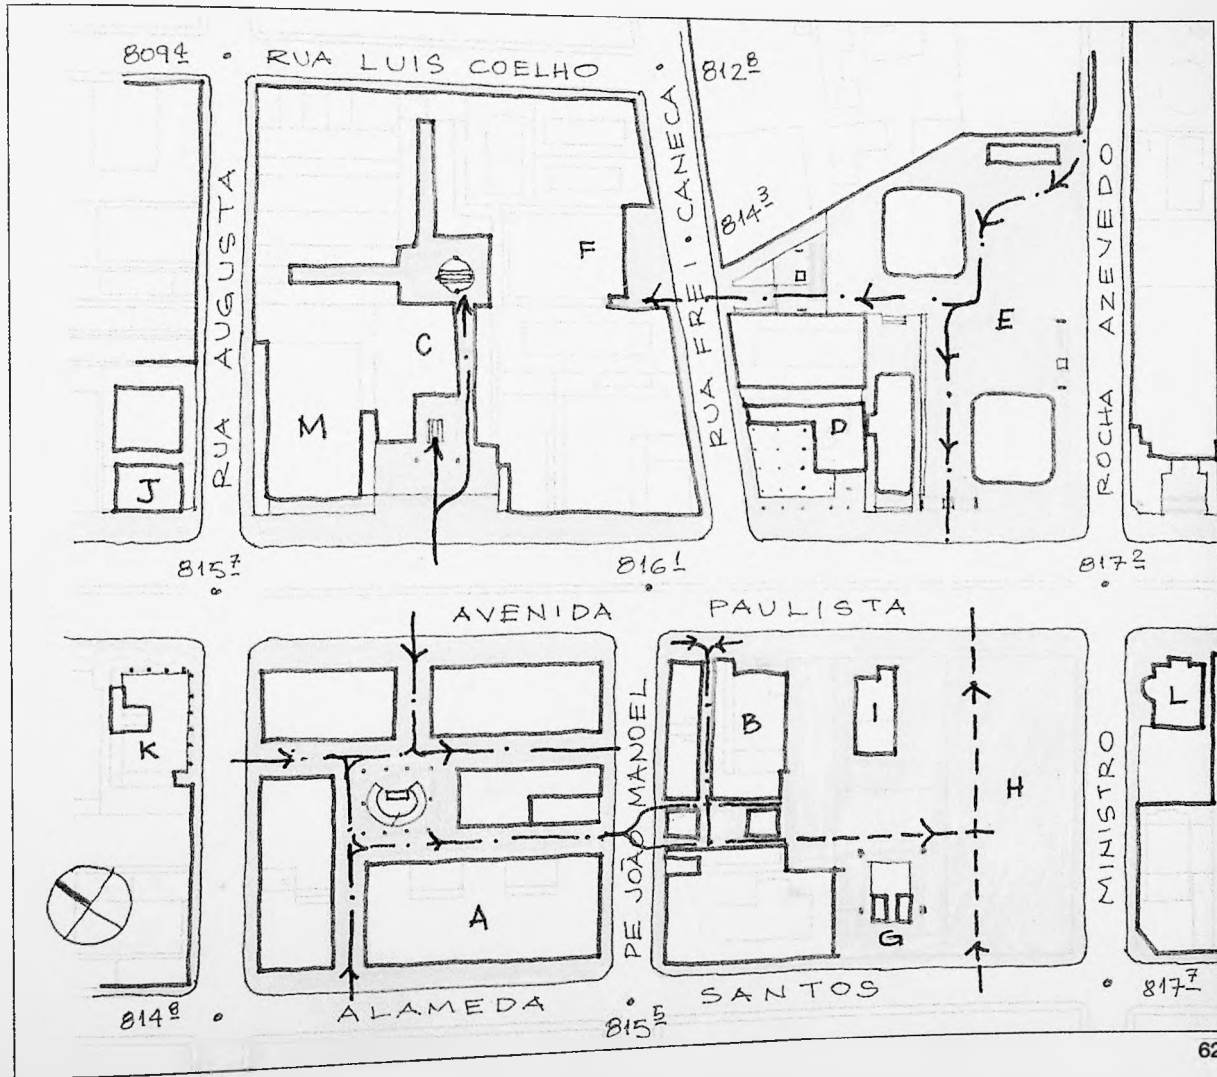 809⁴ • RUA LUIS COELHO • 812⁸
RUA AUGUSTA
RUA FREI • CANECA
814³
ROCHA AZEVEDO
F
E
C
M
D
J
815⁷
816¹
817²
AVENIDA PAULISTA
K
B
I
L
H
PE JOÃO MANOEL
MINISTRO
A
G
814⁸ • ALAMEDA SANTOS • 817⁷
815⁵
62